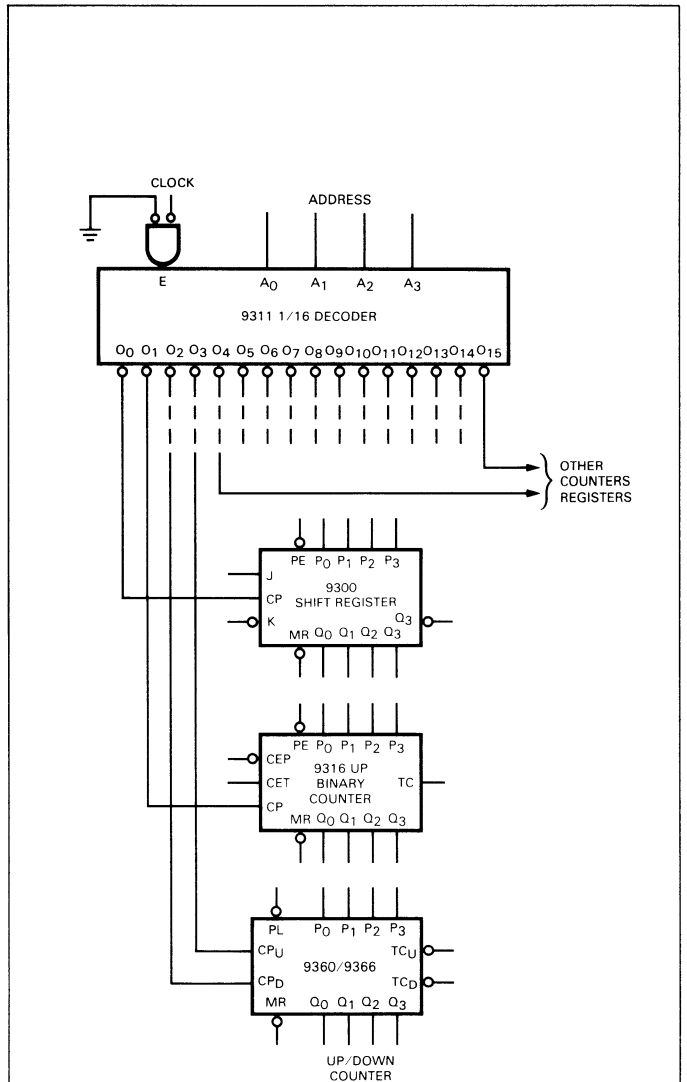 CLOCK
ADDRESS
E A0 A1 A2 A3
9311 1/16 DECODER
O0 O1 O2 O3 O4 O5 O6 O7 O8 O9 O10 O11 O12 O13 O14 O15
OTHER
COUNTERS
REGISTERS
PE P0 P1 P2 P3
J
9300
SHIFT REGISTER
CP
Q3
K
MR Q0 Q1 Q2 Q3
PE P0 P1 P2 P3
CEP
9316 UP
BINARY
COUNTER
CET
TC
CP
MR Q0 Q1 Q2 Q3
PL P0 P1 P2 P3
CPU
TCU
9360/9366
CPD
TCD
MR Q0 Q1 Q2 Q3
UP/DOWN
COUNTER